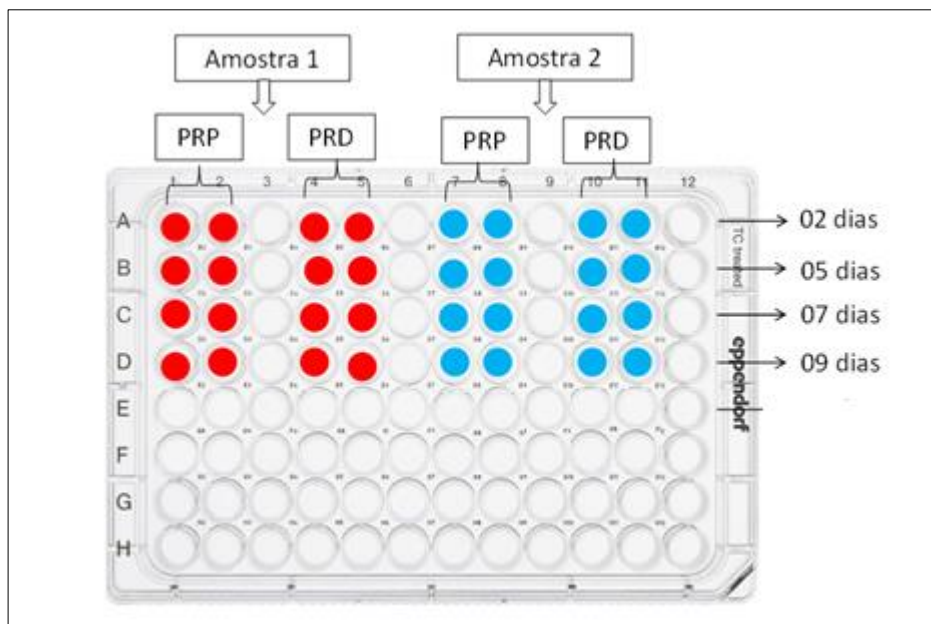 Amostra 1
Amostra 2
PRP
PRD
PRP
PRD
1 2 3 4 5 6 7 8 9 10 11 12
A
02 dias
TC treated
B
05 dias
C
07 dias
D
09 dias
eppendorf
E
F
G
H